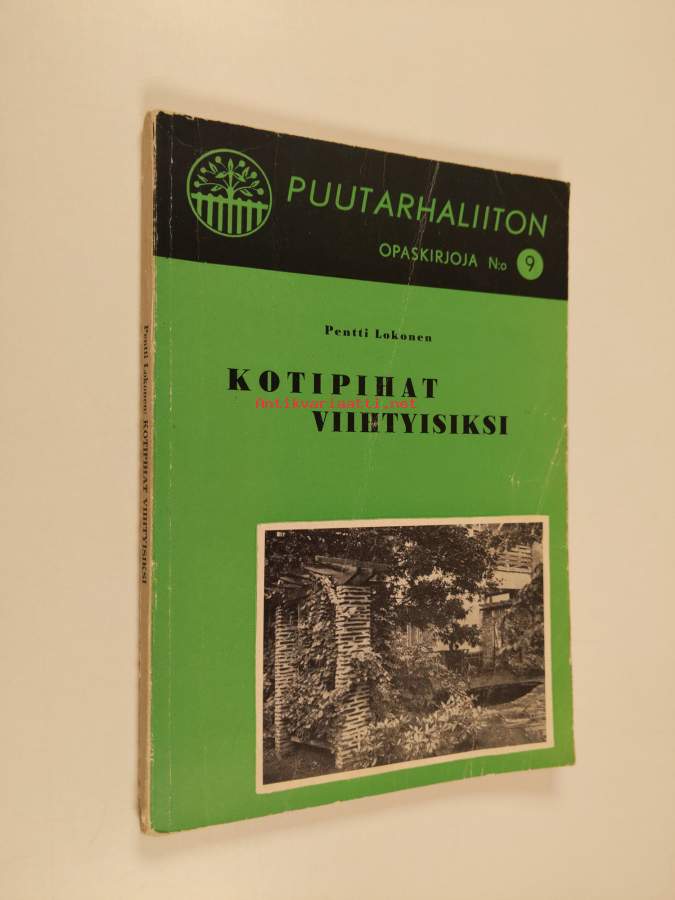 PUUTARHALIITON
OPASKIRJOJA N:o 9
Pentti Lokonen
KOTIPIHAT
Antikvariaatti.net
VIIHTYISIKSI
Pentti Lokonen: KOTIPIHAT VIIHTYISIKSI